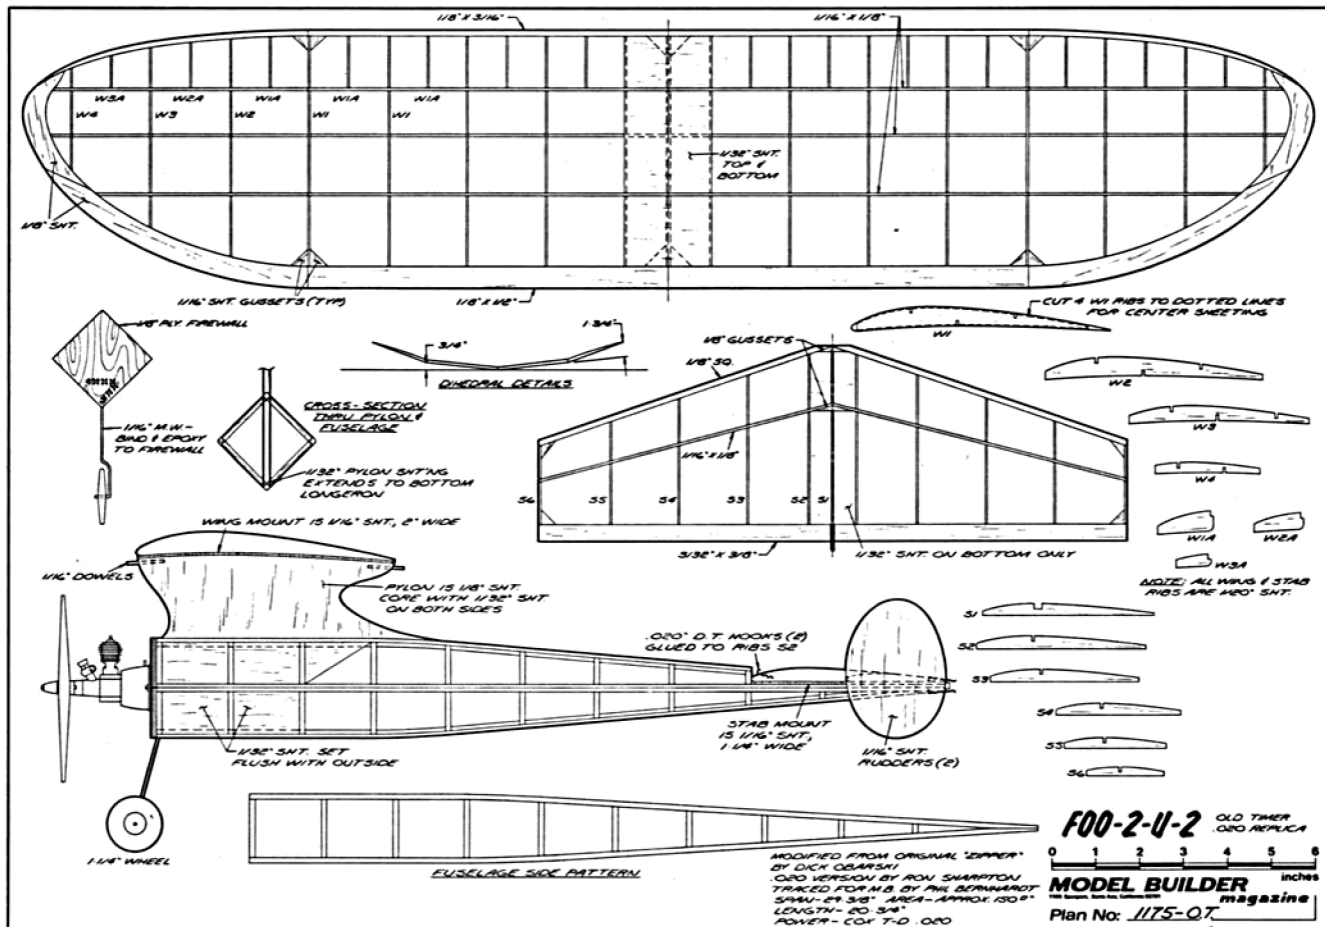 1/8" X 3/16"
1/16" X 1/8"
W3A
W2A
W1A
W1A
W1A
W4
W3
W2
W1
W1
1/32" SHT.
TOP &
BOTTOM
1/8" SHT.
1/16" SHT. GUSSETS (TYP)
1/8" X 1/2"
1/8" PLY FIREWALL
1/16" M.W.-
BIND & EPOXY
TO FIREWALL
CROSS-SECTION
THRU PYLON &
FUSELAGE
1/32" PYLON SHT'NG
EXTENDS TO BOTTOM
LONGERON
3/4"
1-3/4"
DIHEDRAL DETAILS
1/8" GUSSETS
1/8" SQ.
1/16" X 1/8"
S6
S5
S4
S3
S2
S1
3/32" X 3/8"
1/32" SHT. ON BOTTOM ONLY
CUT 4 W1 RIBS TO DOTTED LINES
FOR CENTER SHEETING
W1
W2
W3
W4
W1A
W2A
W3A
NOTE: ALL WING & STAB
RIBS ARE 1/20" SHT.
WING MOUNT IS 1/16" SHT., 2" WIDE
1/16" DOWELS
PYLON IS 1/8" SHT.
CORE WITH 1/32" SHT.
ON BOTH SIDES
.020" D.T. HOOKS (2)
GLUED TO RIBS S2
STAB MOUNT
IS 1/16" SHT.,
1-1/4" WIDE
1/16" SHT.
RUDDERS (2)
1/32" SHT. SET
FLUSH WITH OUTSIDE
1-1/4" WHEEL
FUSELAGE SIDE PATTERN
S1
S2
S3
S4
S5
S6
FOO-2-U-2
OLD TIMER
.020 REPLICA
0 1 2 3 4 5 6
inches
MODIFIED FROM ORIGINAL "ZIPPER"
BY DICK OBARSKI
.020 VERSION BY RON SHARPTON
TRACED FOR M.B. BY PHIL BERNHARDT
SPAN- 29-3/8" AREA- APPROX. 150 □"
LENGTH- 20-3/4"
POWER- COX T-D .020
MODEL BUILDER
magazine
Plan No: 1175-O.T.